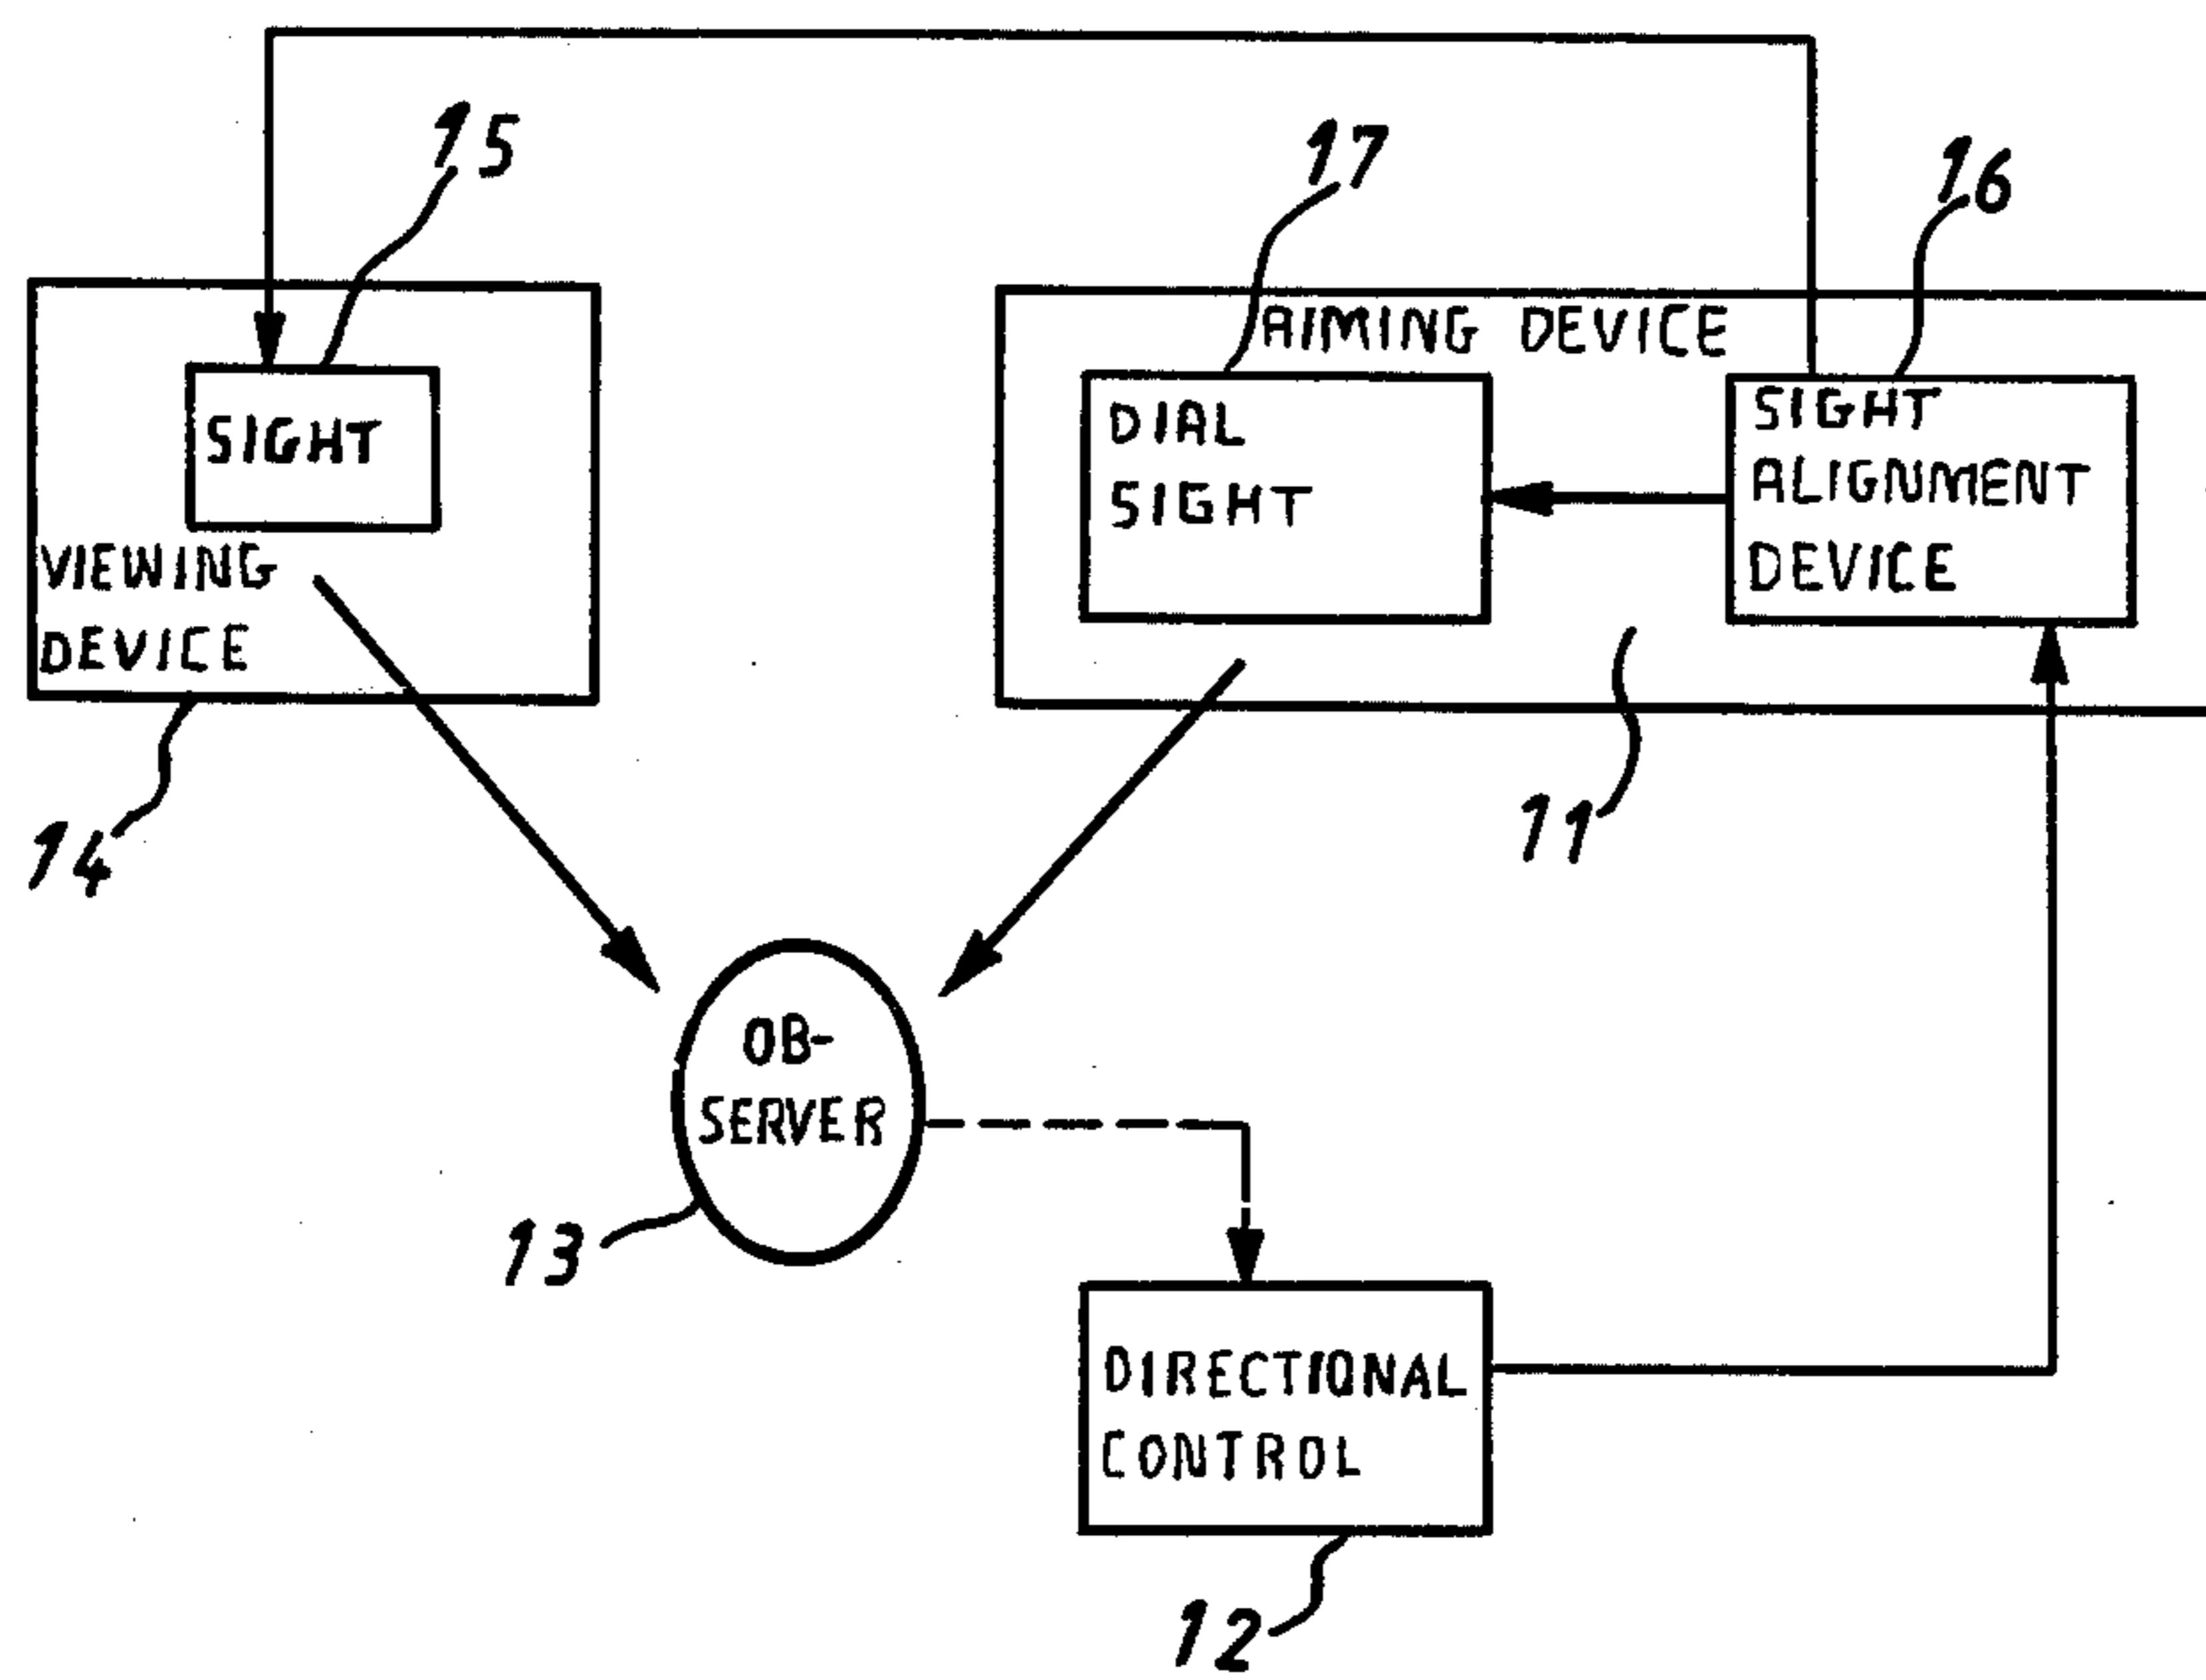 15
17
16
AIMING DEVICE
SIGHT
DIAL
SIGHT
SIGHT
ALIGNMENT
DEVICE
VIEWING
DEVICE
14
11
OB-
SERVER
13
DIRECTIONAL
CONTROL
12